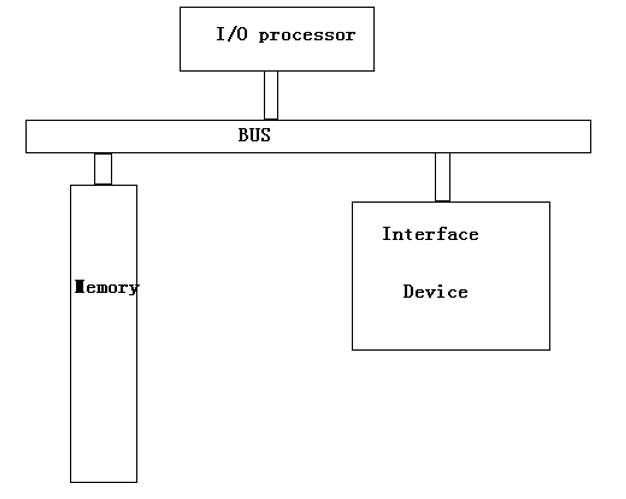 I/O processor
BUS
Memory
Interface
Device